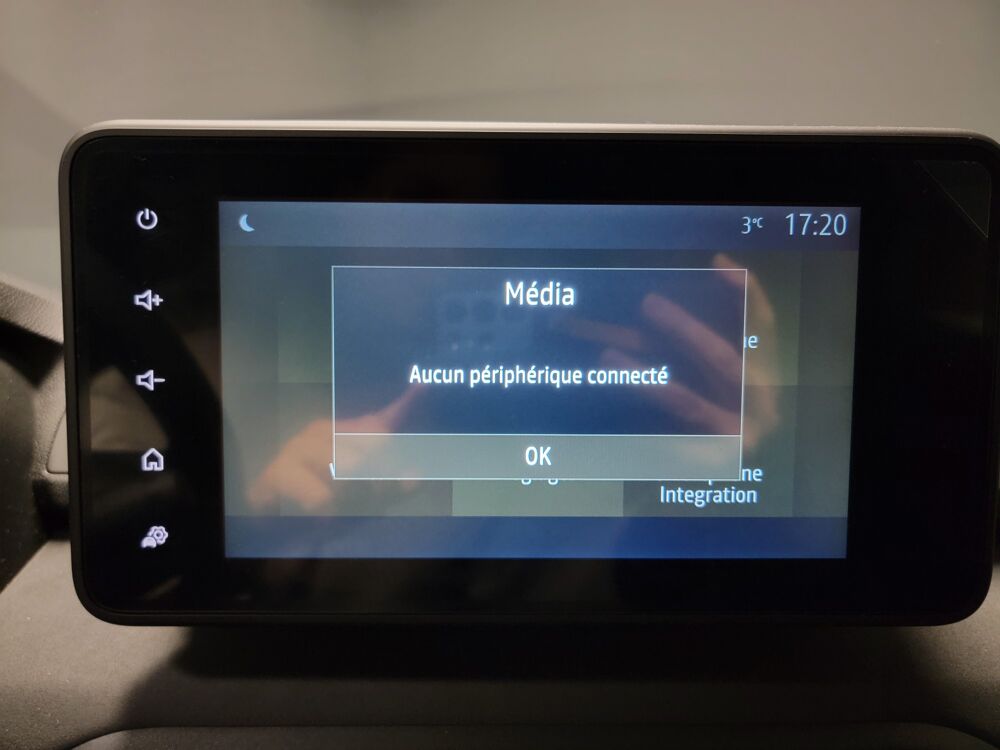 3°C 17:20
Média
Aucun périphérique connecté
OK
Integration